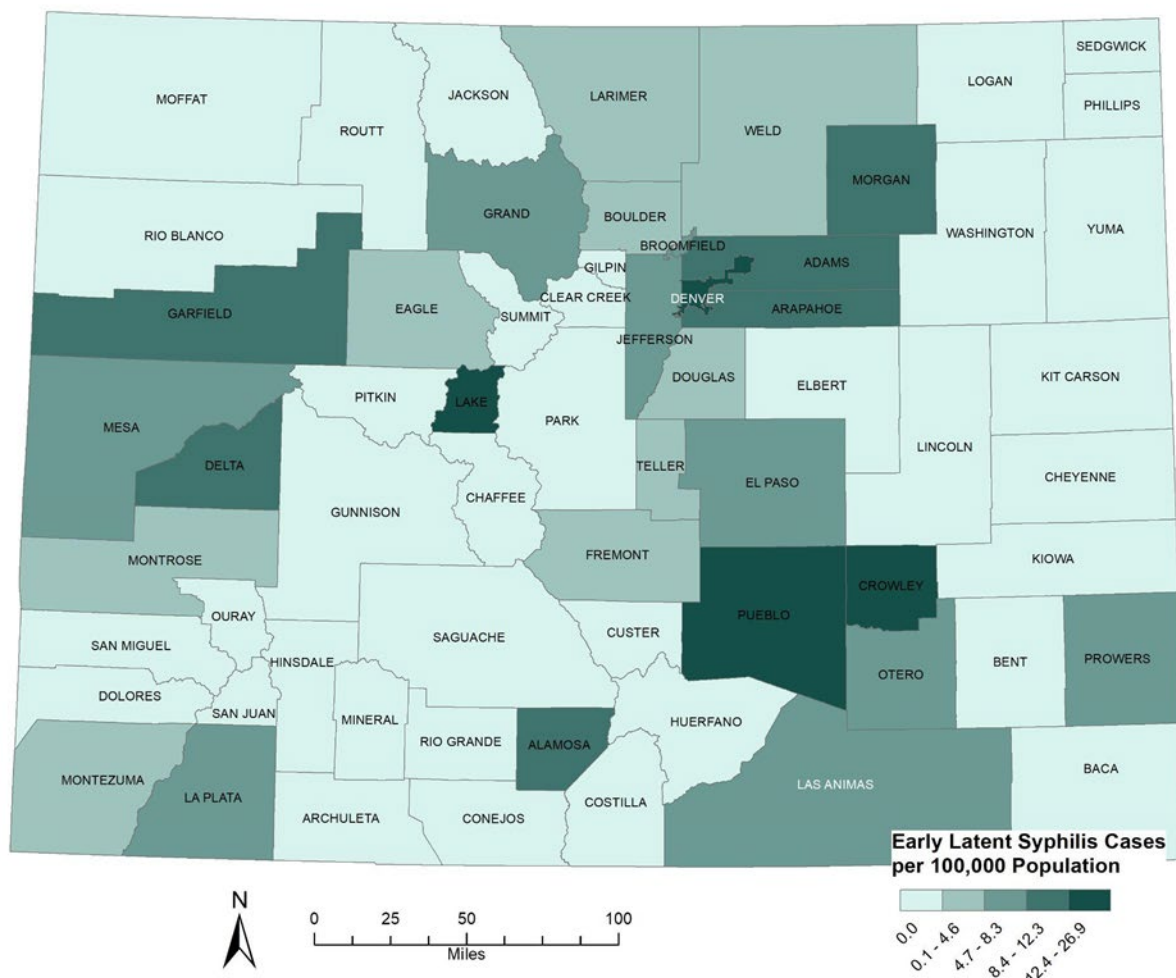 SEDGWICK
LOGAN
MOFFAT
JACKSON
LARIMER
PHILLIPS
ROUTT
WELD
MORGAN
GRAND
BOULDER
YUMA
WASHINGTON
RIO BLANCO
BROOMFIELD
ADAMS
GILPIN
CLEAR CREEK
DENVER
EAGLE
ARAPAHOE
GARFIELD
SUMMIT
JEFFERSON
DOUGLAS
KIT CARSON
ELBERT
PITKIN
LAKE
PARK
MESA
LINCOLN
DELTA
TELLER
CHEYENNE
EL PASO
CHAFFEE
GUNNISON
FREMONT
MONTROSE
KIOWA
CROWLEY
PUEBLO
OURAY
CUSTER
SAGUACHE
SAN MIGUEL
HINSDALE
PROWERS
BENT
OTERO
DOLORES
SAN JUAN
MINERAL
HUERFANO
RIO GRANDE
ALAMOSA
BACA
MONTEZUMA
LAS ANIMAS
LA PLATA
COSTILLA
ARCHULETA
CONEJOS
Early Latent Syphilis Cases
per 100,000 Population
0.0
0.1 - 4.6
4.7 - 8.3
8.4 - 12.3
12.4 - 26.9
N
0 25 50 100
Miles